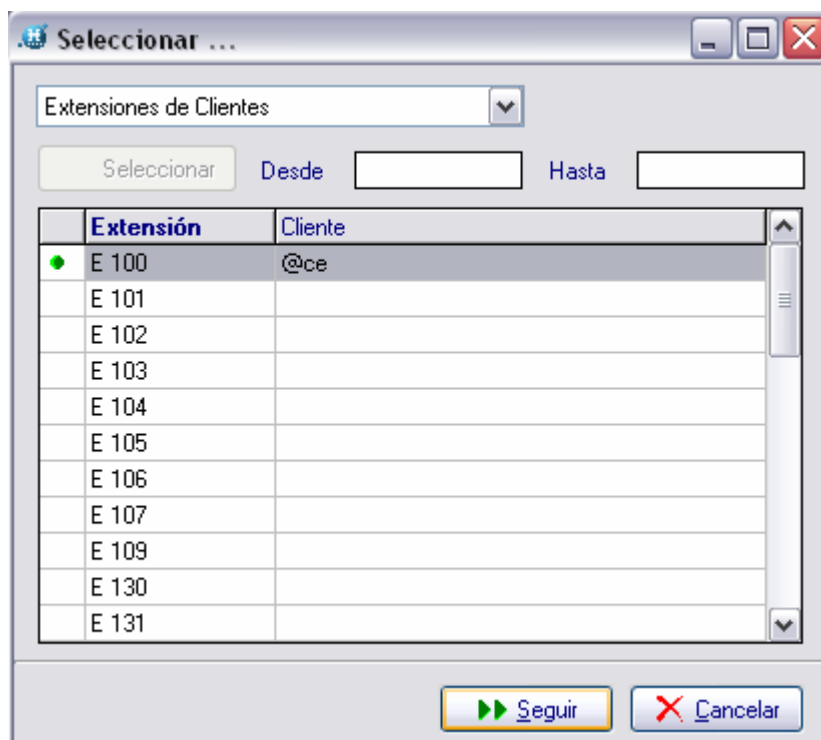 Seleccionar ...
Extensiones de Clientes
Seleccionar Desde Hasta
Extensión Cliente
E 100 @ce
E 101
E 102
E 103
E 104
E 105
E 106
E 107
E 109
E 130
E 131
Seguir Cancelar